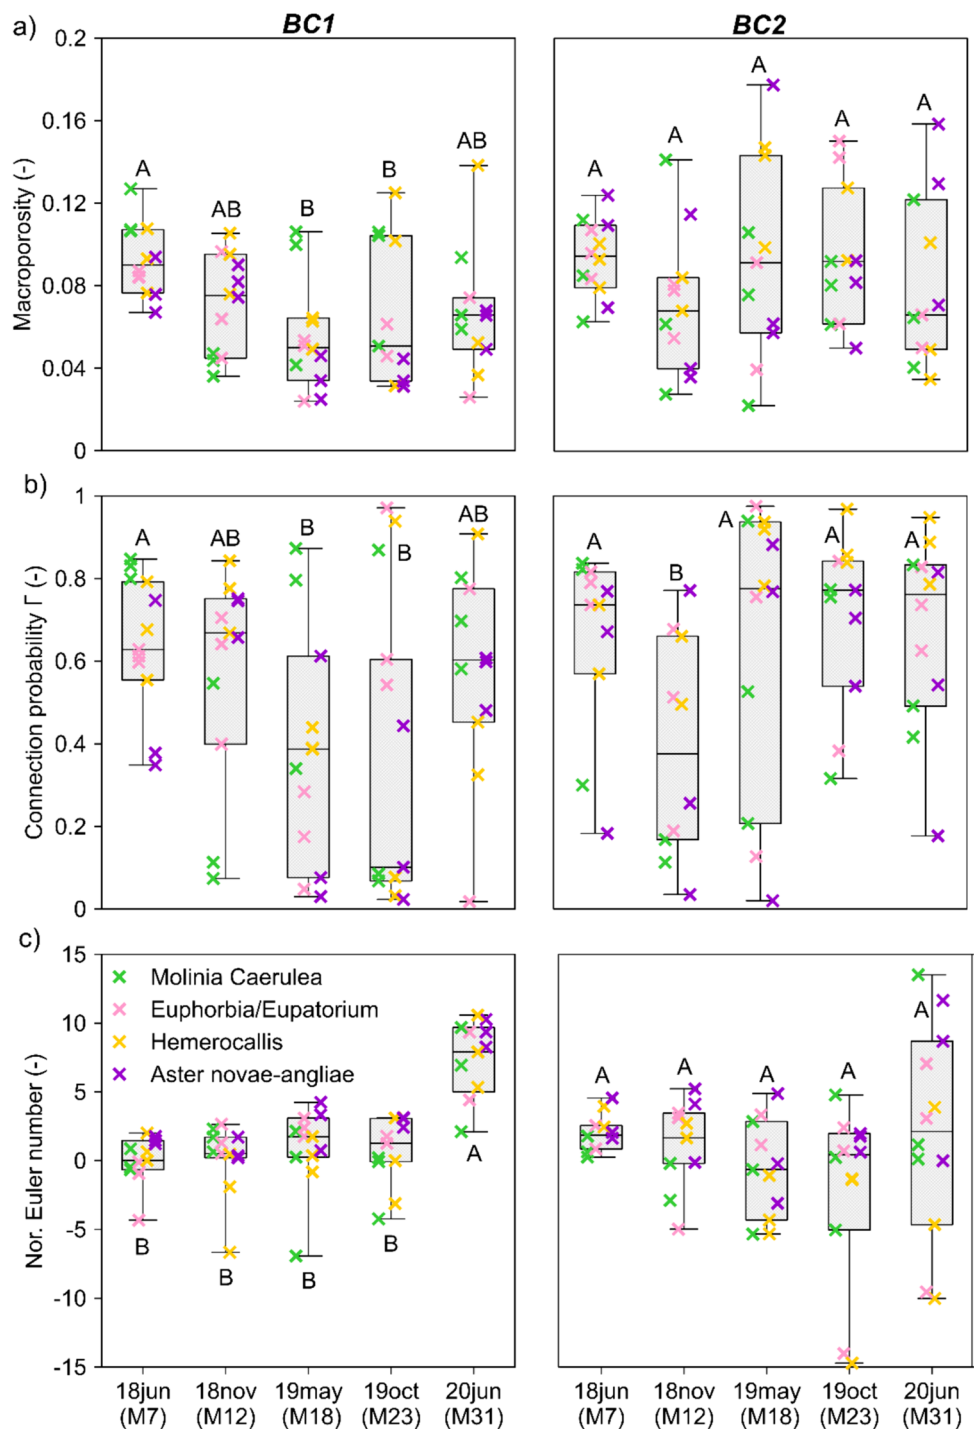 BC1
BC2
a)
0.2
0.16
0.12
0.08
0.04
0
Macroporosity (-)
A
AB
B
B
AB
A
A
A
A
A
b)
1
0.8
0.6
0.4
0.2
0
Connection probability Γ (-)
A
AB
B
B
AB
A
B
A
A
A
c)
15
10
5
0
-5
-10
-15
Nor. Euler number (-)
Molinia Caerulea
Euphorbia/Eupatorium
Hemerocallis
Aster novae-angliae
B
B
B
B
A
A
A
A
A
A
18jun 18nov 19may 19oct 20jun
(M7) (M12) (M18) (M23) (M31)
18jun 18nov 19may 19oct 20jun
(M7) (M12) (M18) (M23) (M31)